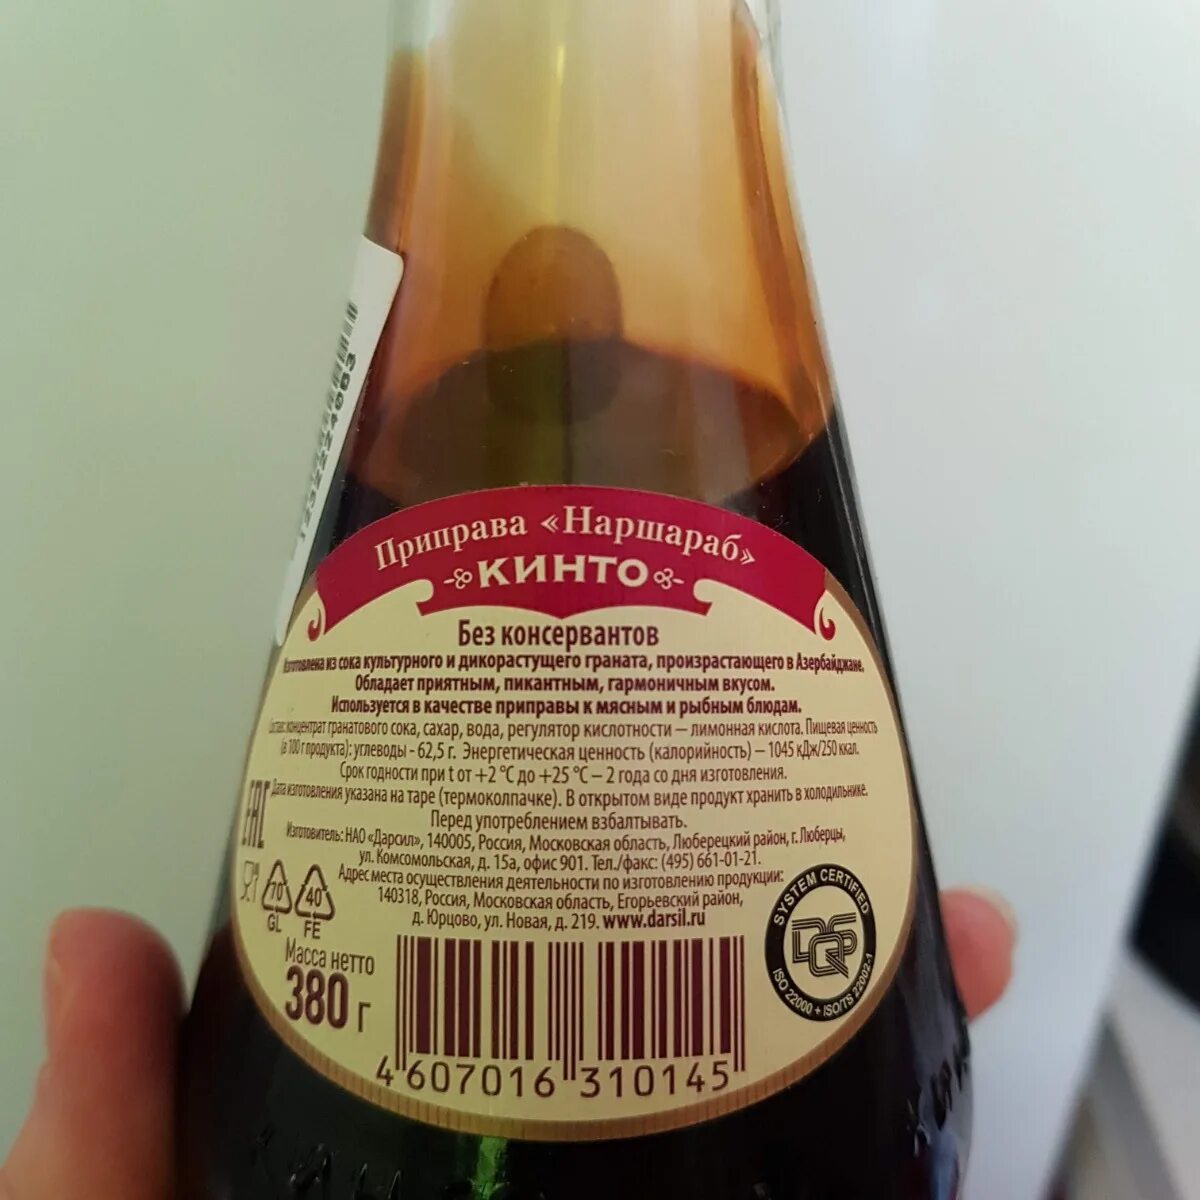 Приправа «Наршараб»
КИНТО
Без консервантов
Изготовлена из сока культурного и дикорастущего граната, произрастающего в Азербайджане.
Обладает приятным, пикантным, гармоничным вкусом.
Используется в качестве приправы к мясным и рыбным блюдам.
Состав: концентрат гранатового сока, сахар, вода, регулятор кислотности — лимонная кислота. Пищевая ценность
(в 100 г продукта): углеводы - 62,5 г. Энергетическая ценность (калорийность) — 1045 кДж/250 ккал.
Срок годности при t от +2 °C до +25 °C — 2 года со дня изготовления.
Дата изготовления указана на таре (термоколпачке). В открытом виде продукт хранить в холодильнике.
Перед употреблением взбалтывать.
Изготовитель: НАО «Дарсил», 140005, Россия, Московская область, Люберецкий район, г. Люберцы,
ул. Комсомольская, д. 15а, офис 901. Тел./факс: (495) 661-01-21.
Адрес места осуществления деятельности по изготовлению продукции:
140318, Россия, Московская область, Егорьевский район,
д. Юрцово, ул. Новая, д. 219. www.darsil.ru
EAC
70
GL
40
FE
Масса нетто
380 г
4 607016 310145
SYSTEM CERTIFIED
DQS
ISO 22000 + ISO/TS 22002-1